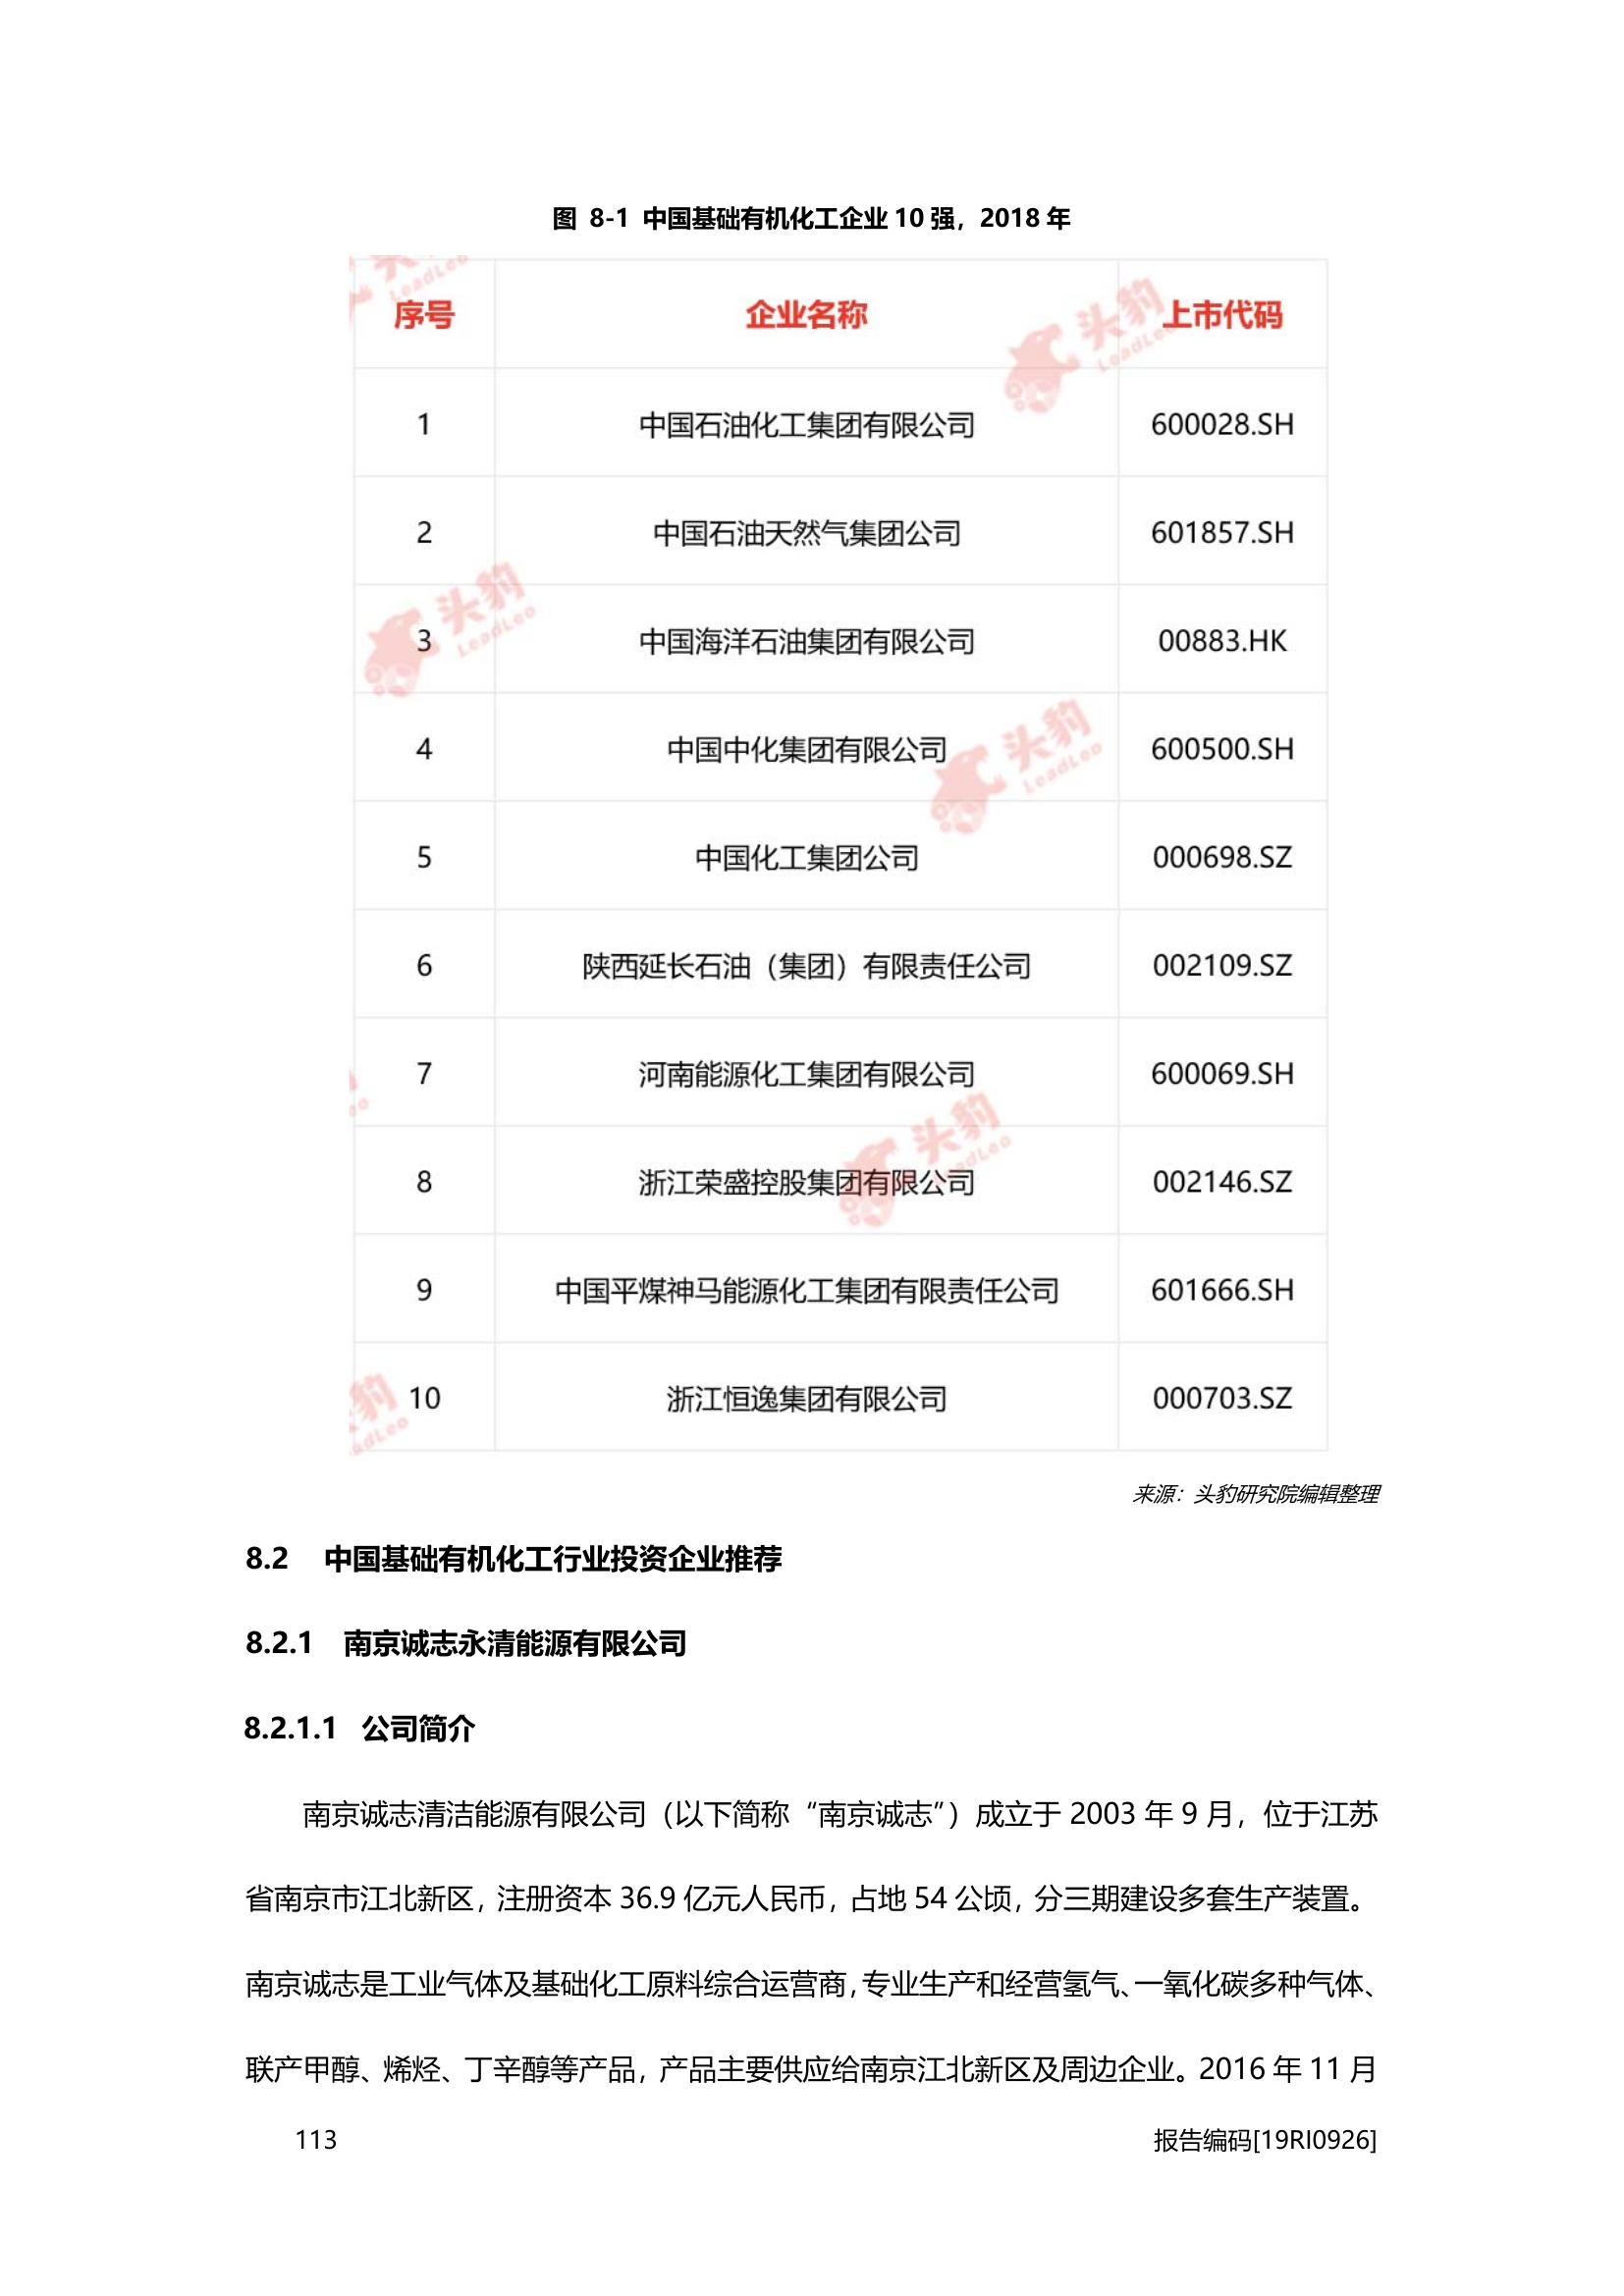 图 8-1 中国基础有机化工企业 10 强，2018 年
序号 企业名称 上市代码
1 中国石油化工集团有限公司 600028.SH
2 中国石油天然气集团公司 601857.SH
3 中国海洋石油集团有限公司 00883.HK
4 中国中化集团有限公司 600500.SH
5 中国化工集团公司 000698.SZ
6 陕西延长石油（集团）有限责任公司 002109.SZ
7 河南能源化工集团有限公司 600069.SH
8 浙江荣盛控股集团有限公司 002146.SZ
9 中国平煤神马能源化工集团有限责任公司 601666.SH
10 浙江恒逸集团有限公司 000703.SZ
头豹 LeadLeo
来源：头豹研究院编辑整理
8.2 中国基础有机化工行业投资企业推荐
8.2.1 南京诚志永清能源有限公司
8.2.1.1 公司简介
南京诚志清洁能源有限公司（以下简称“南京诚志”）成立于 2003 年 9 月，位于江苏
省南京市江北新区，注册资本 36.9 亿元人民币，占地 54 公顷，分三期建设多套生产装置。
南京诚志是工业气体及基础化工原料综合运营商，专业生产和经营氢气、一氧化碳多种气体、
联产甲醇、烯烃、丁辛醇等产品，产品主要供应给南京江北新区及周边企业。2016 年 11 月
113 报告编码[19RI0926]